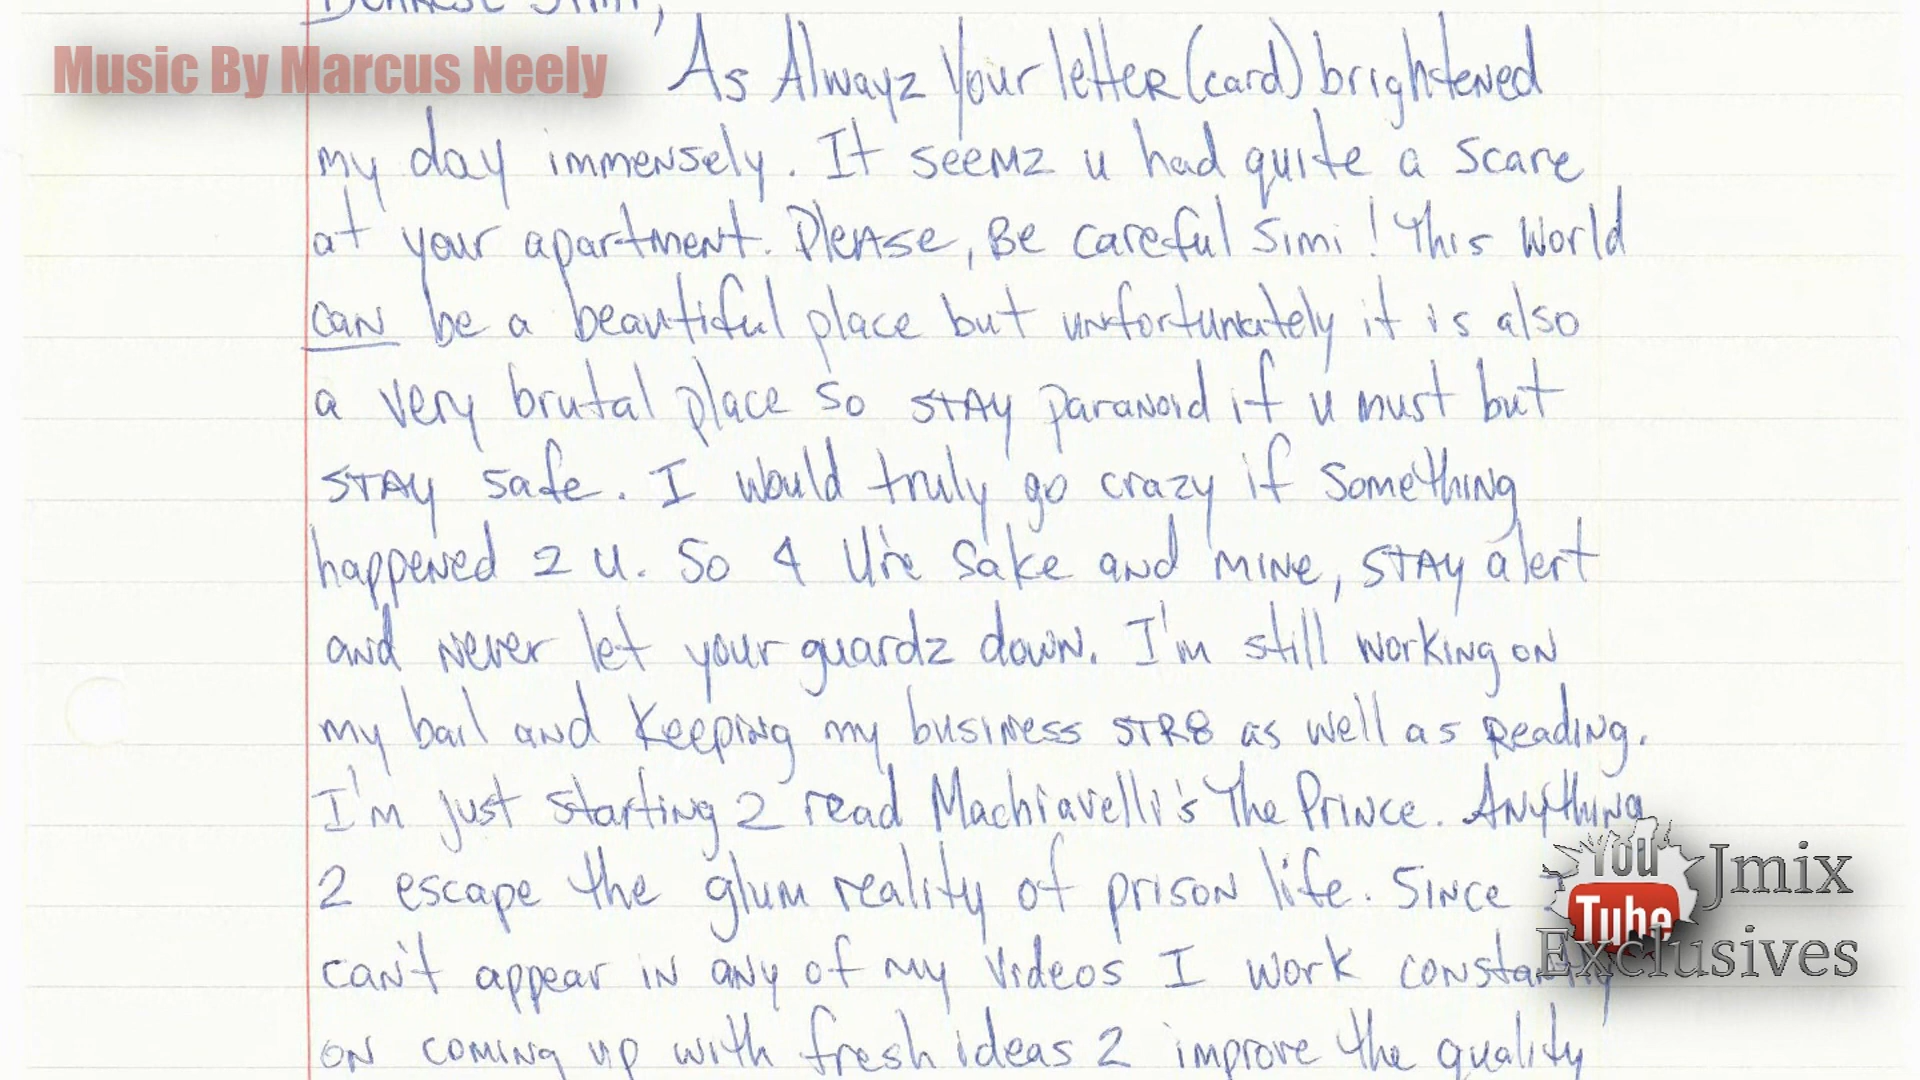 Dearest Simi,
Music By Marcus Neely
As Alwayz Your letter (card) brightened
my day immensely. It seemz u had quite a scare
at your apartment. Please, Be careful Simi! This World
can be a beautiful place but unfortunately it is also
a very brutal place so STAY paranoid if u must but
STAY safe. I would truly go crazy if Something
happened 2 u. So 4 U're Sake and mine, STAY alert
and never let your guardz down. I'm still working on
my bail and keeping my business STR8 as well as Reading.
I'm just starting 2 read Machiavelli's The Prince. Anything
2 escape the glum reality of prison life. Since I
can't appear in any of my videos I work constantly
on coming up with fresh ideas 2 improve the quality
You Tube Jmix
Exclusives